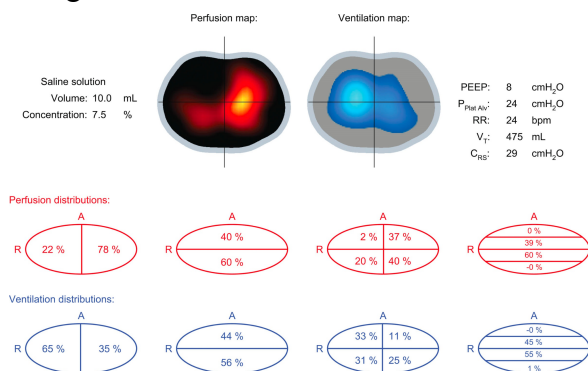 Perfusion map:
Ventilation map:
Saline solution
Volume: 10.0 mL
Concentration: 7.5 %
PEEP: 8 cmH2O
PPlat Alv: 24 cmH2O
RR: 24 bpm
VT: 475 mL
CRS: 29 cmH2O
Perfusion distributions:
A A A A
R 22 % 78 %
R 40 %
60 %
R 2 % 37 %
20 % 40 %
R 0 %
39 %
60 %
-0 %
Ventilation distributions:
A A A A
R 65 % 35 %
R 44 %
56 %
R 33 % 11 %
31 % 25 %
R -0 %
45 %
55 %
1 %